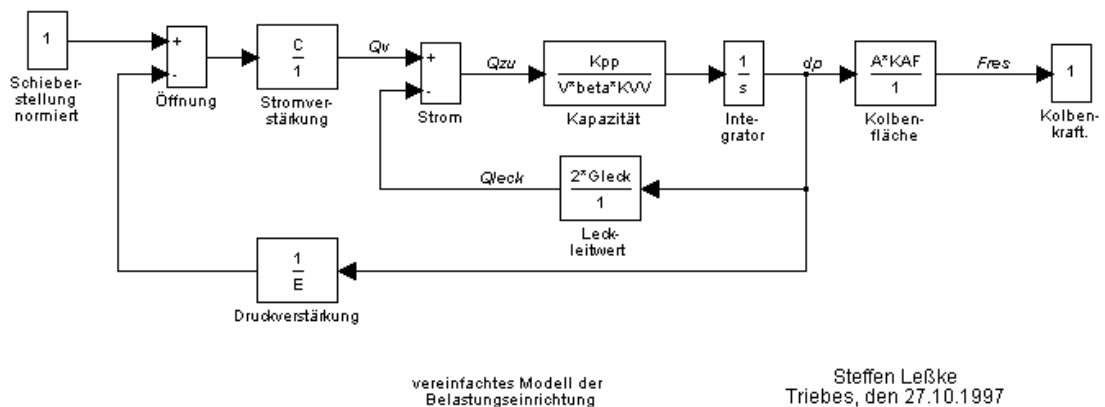 1
Schieber-
stellung
normiert
+
-
Öffnung
C
1
Stromver-
stärkung
Qv
+
-
Strom
Qzu
Kpp
V*beta*KVV
Kapazität
1
s
Inte-
grator
dp
A*KAF
1
Kolben-
fläche
Fres
1
Kolben-
kraft.
Qleck
2*Gleck
1
Leck-
leitwert
1
E
Druckverstärkung
vereinfachtes Modell der
Belastungseinrichtung
Steffen Leßke
Triebes, den 27.10.1997